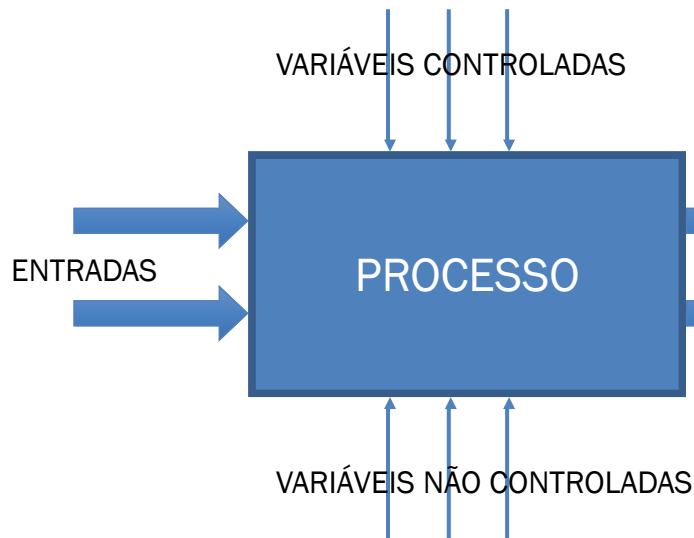 VARIÁVEIS CONTROLADAS
ENTRADAS
PROCESSO
VARIÁVEIS NÃO CONTROLADAS